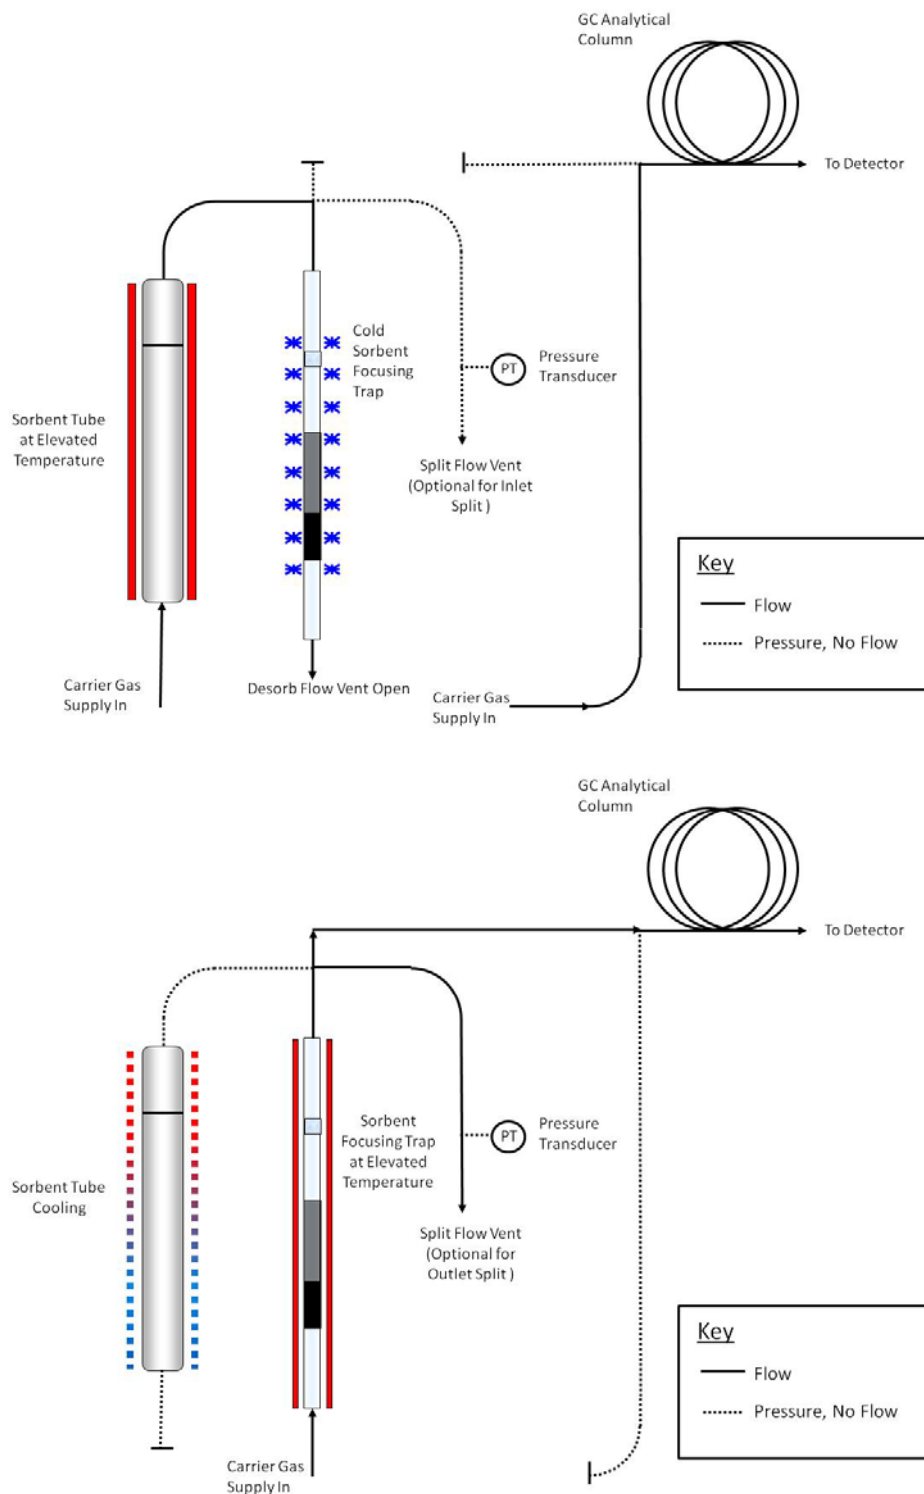 GC Analytical
Column
To Detector
Cold
Sorbent
Focusing
Trap
PT
Pressure
Transducer
Sorbent Tube
at Elevated
Temperature
Split Flow Vent
(Optional for Inlet
Split )
Key
Flow
Pressure, No Flow
Carrier Gas
Supply In
Desorb Flow Vent Open
Carrier Gas
Supply In
GC Analytical
Column
To Detector
Sorbent
Focusing Trap
at Elevated
Temperature
PT
Pressure
Transducer
Sorbent Tube
Cooling
Split Flow Vent
(Optional for
Outlet Split )
Key
Flow
Pressure, No Flow
Carrier Gas
Supply In